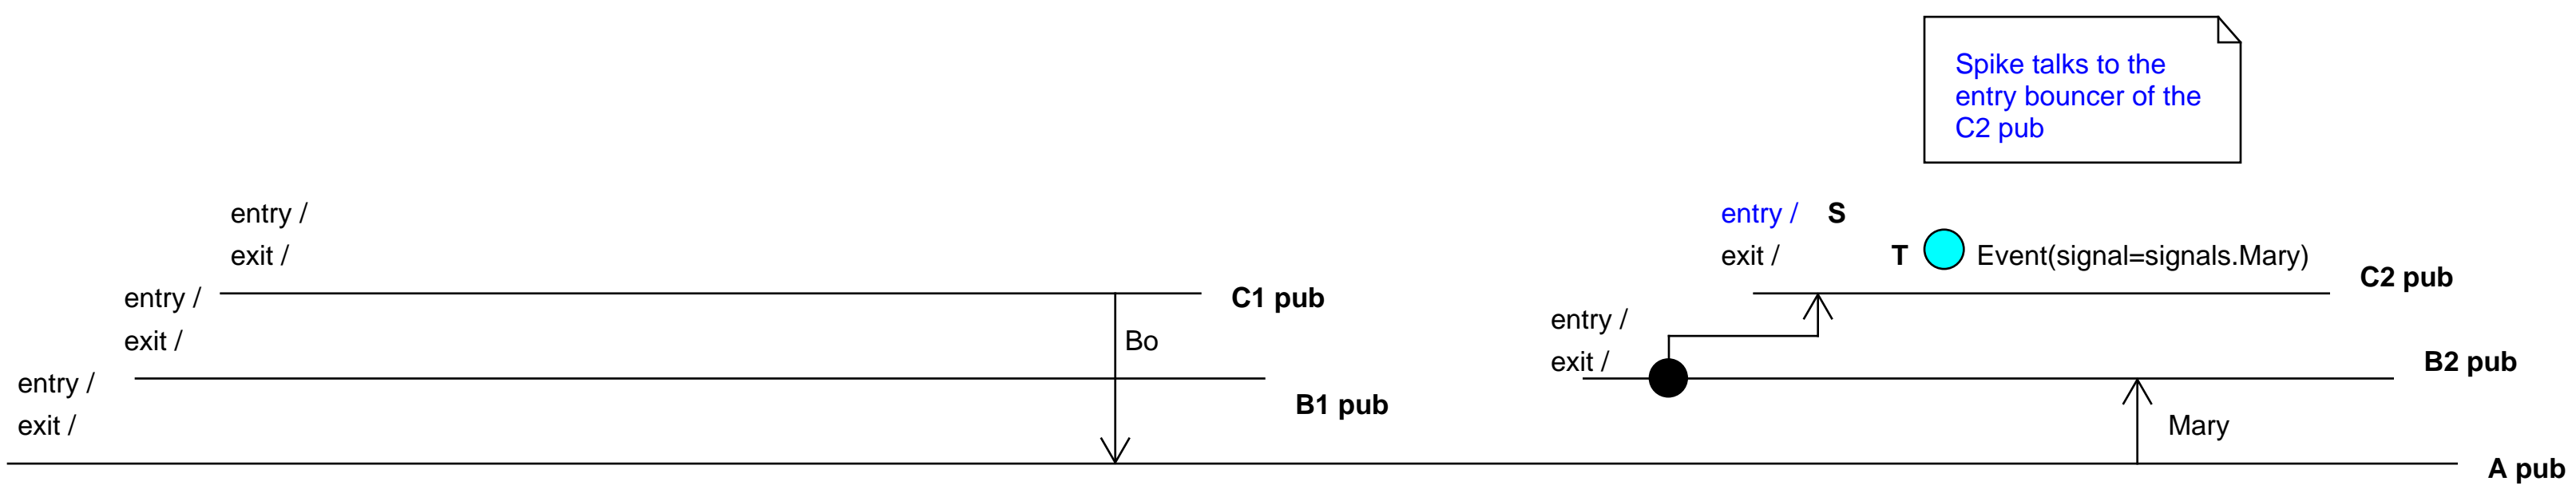 Spike talks to the
entry bouncer of the
C2 pub
entry /
exit /
entry / S
exit / T Event(signal=signals.Mary)
C2 pub
entry /
exit /
C1 pub
Bo
entry /
exit /
B2 pub
entry /
exit /
B1 pub
Mary
A pub